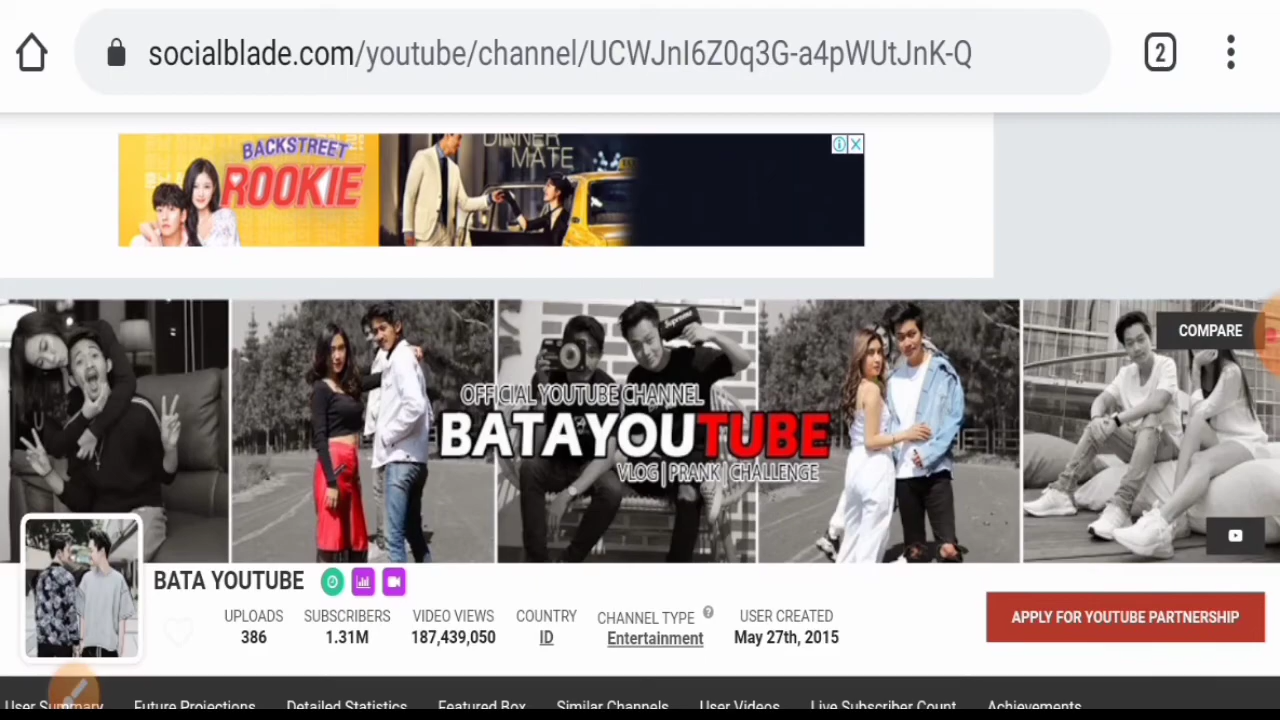 socialblade.com/youtube/channel/UCWJnI6Z0q3G-a4pWUtJnK-Q
2
BACKSTREET
ROOKIE
DINNER
MATE
COMPARE
OFFICIAL YOUTUBE CHANNEL
BATAYOUTUBE
VLOG | PRANK | CHALLENGE
BATA YOUTUBE
UPLOADS SUBSCRIBERS VIDEO VIEWS COUNTRY CHANNEL TYPE ? USER CREATED
386 1.31M 187,439,050 ID Entertainment May 27th, 2015
APPLY FOR YOUTUBE PARTNERSHIP
User Summary Future Projections Detailed Statistics Featured Box Similar Channels User Videos Live Subscriber Count Achievements